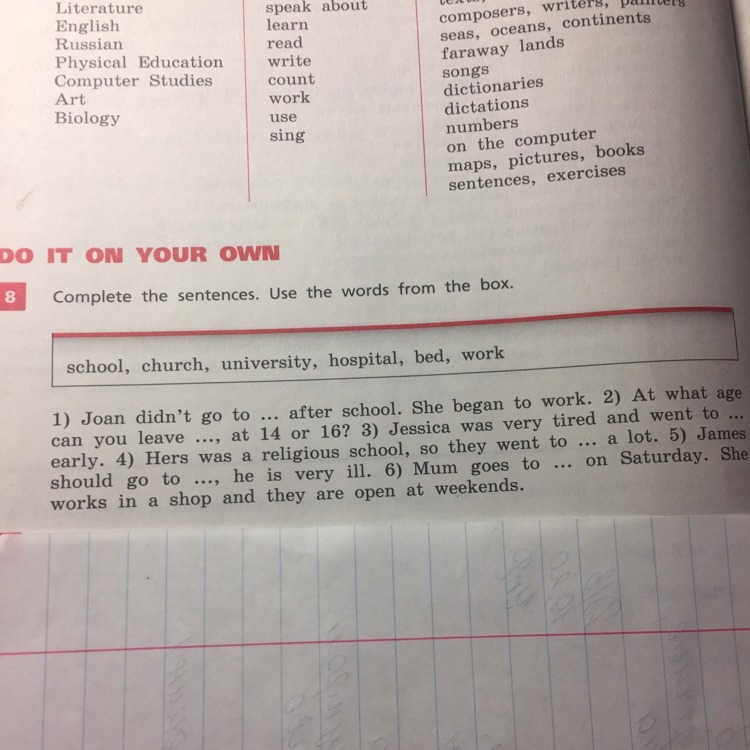 Literature
English
Russian
Physical Education
Computer Studies
Art
Biology
speak about
learn
read
write
count
work
use
sing
composers, writers, painters
seas, oceans, continents
faraway lands
songs
dictionaries
dictations
numbers
on the computer
maps, pictures, books
sentences, exercises
DO IT ON YOUR OWN
8 Complete the sentences. Use the words from the box.
school, church, university, hospital, bed, work
1) Joan didn't go to ... after school. She began to work. 2) At what age
can you leave ..., at 14 or 16? 3) Jessica was very tired and went to ...
early. 4) Hers was a religious school, so they went to ... a lot. 5) James
should go to ..., he is very ill. 6) Mum goes to ... on Saturday. She
works in a shop and they are open at weekends.